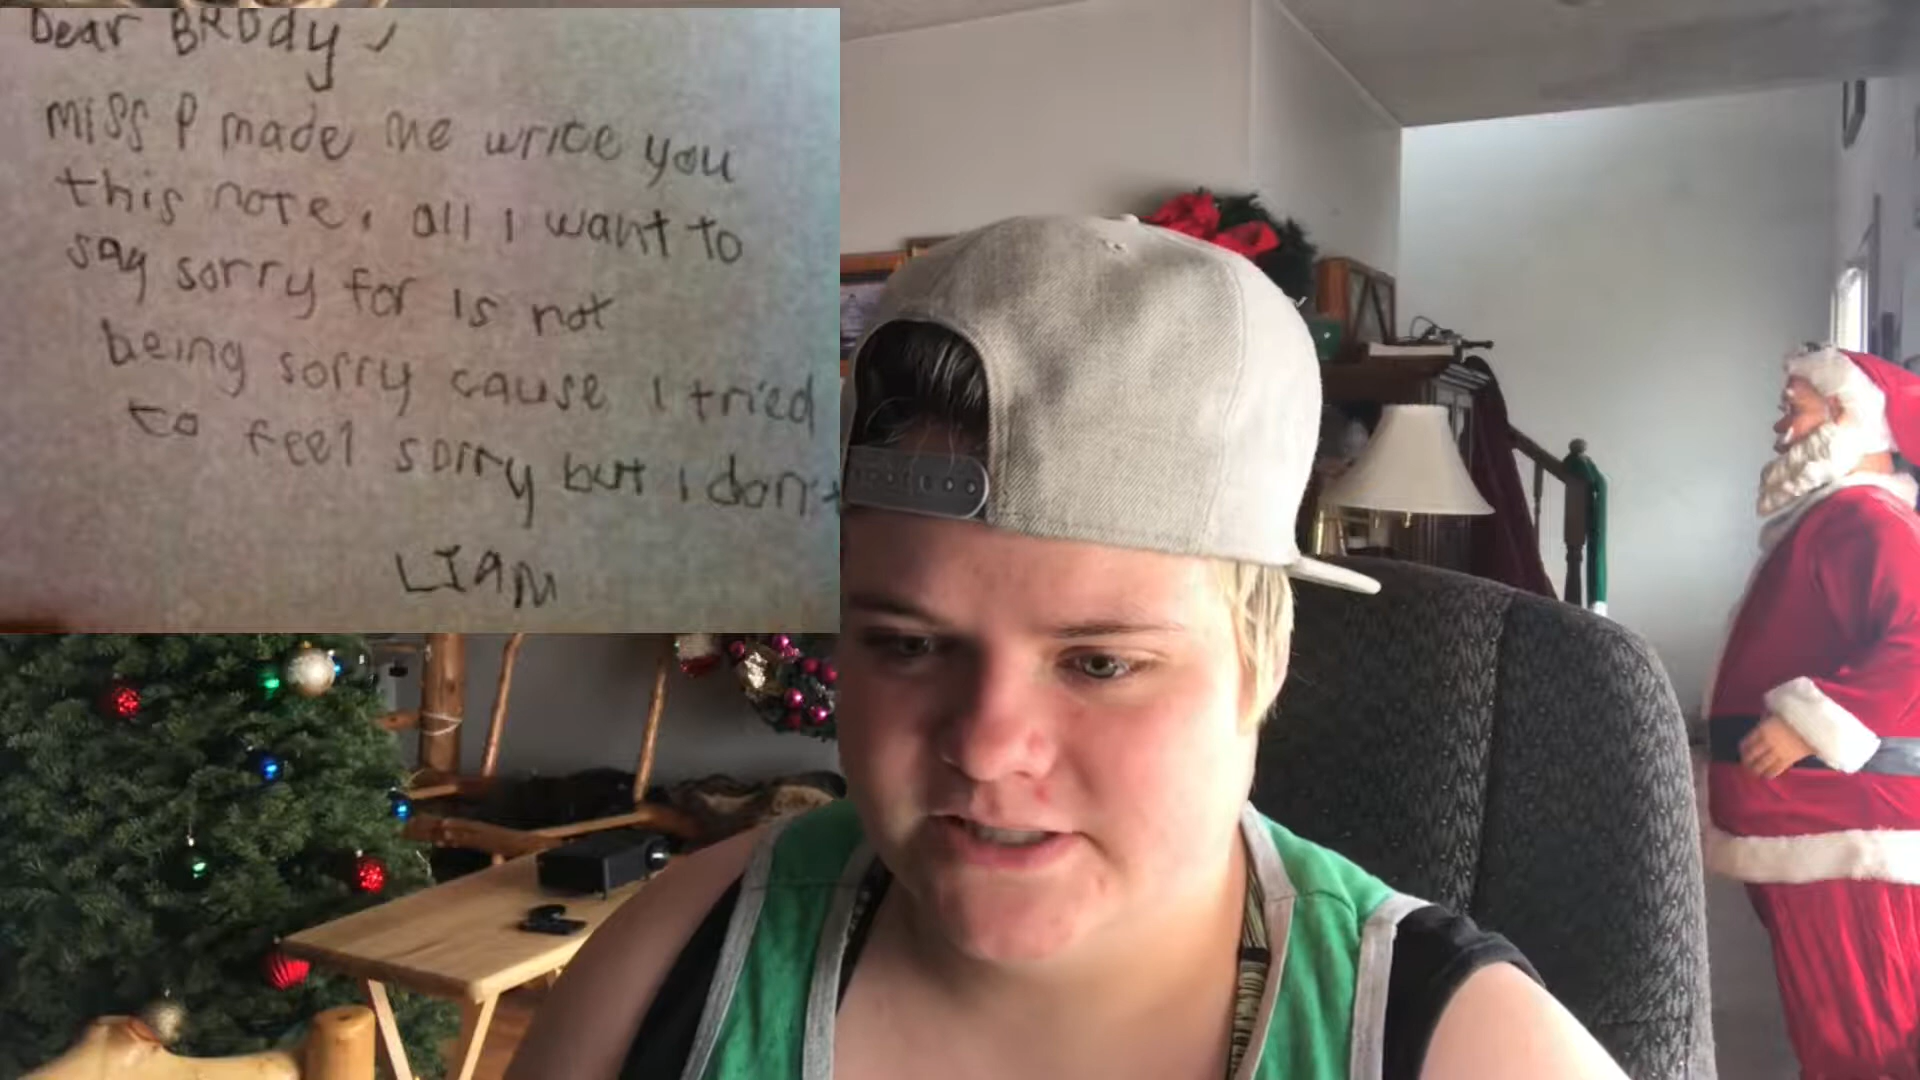 Dear BRODY,
MISS P made me write you
this note. all I want to
say sorry for is not
being sorry cause I tried
to feel sorry but I don't
LIAM